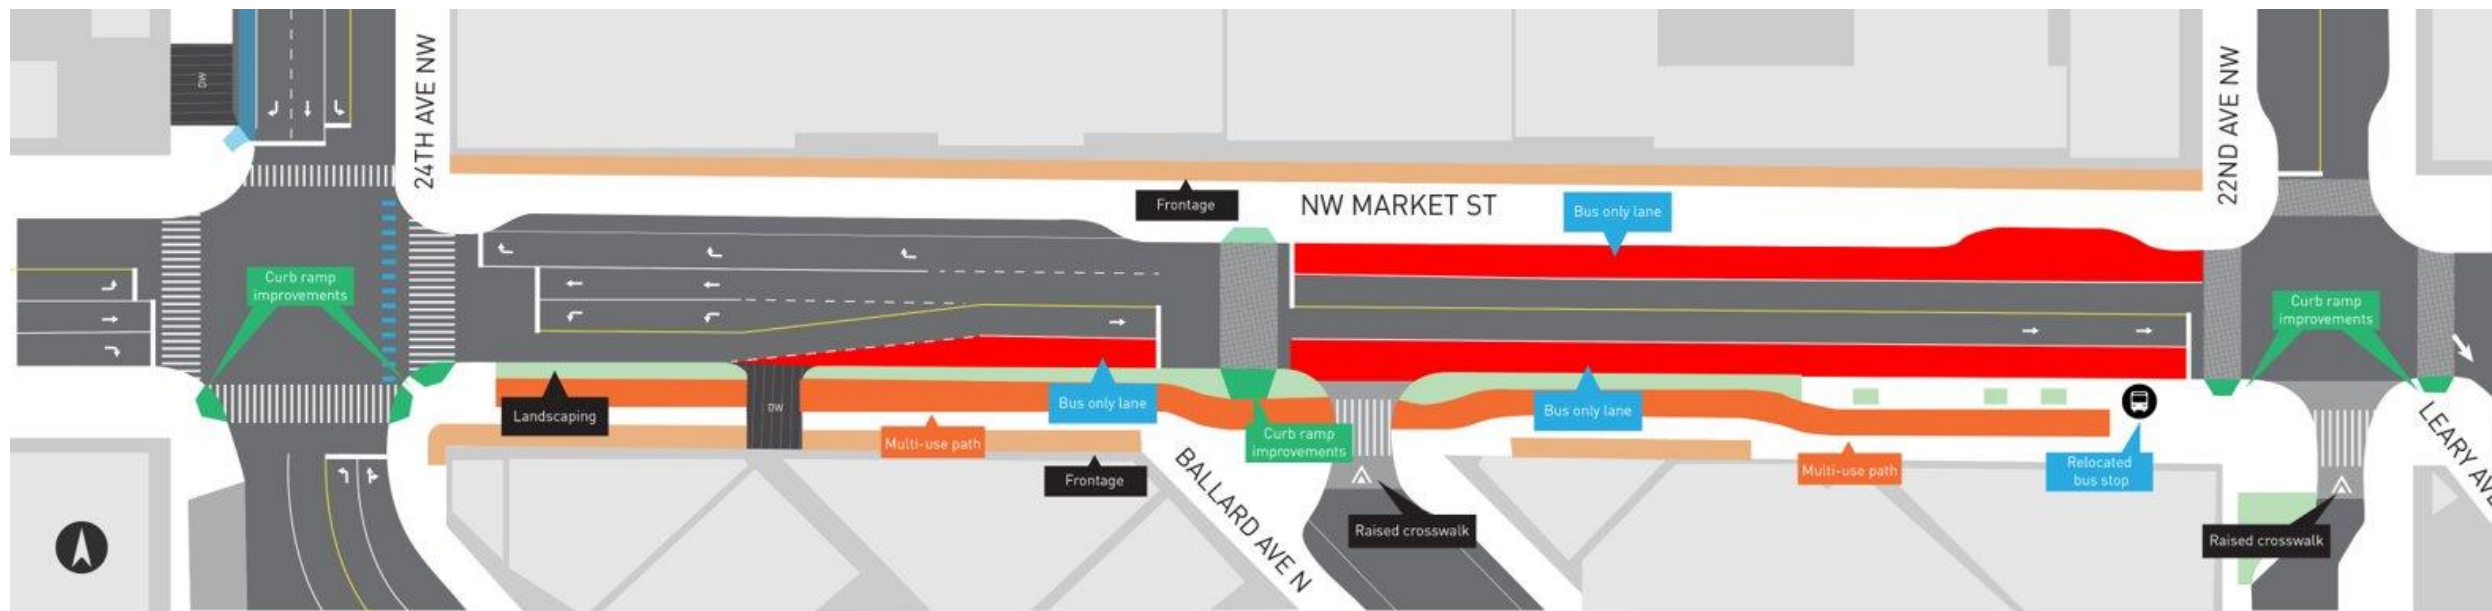 DW
24TH AVE NW
22ND AVE NW
Frontage
NW MARKET ST
Bus only lane
Curb ramp
improvements
Curb ramp
improvements
Landscaping
DW
Bus only lane
Bus only lane
Multi-use path
Curb ramp
improvements
Frontage
Multi-use path
Relocated
bus stop
LEARY AVE
BALLARD AVE N
Raised crosswalk
Raised crosswalk